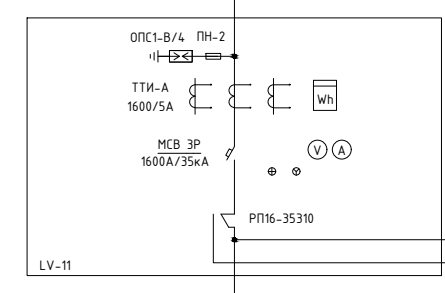 ОПС1-В/4 ПН-2
ТТИ-А
1600/5А
Wh
МСВ 3Р
1600А/35кА
V A
РП16-35310
LV-11